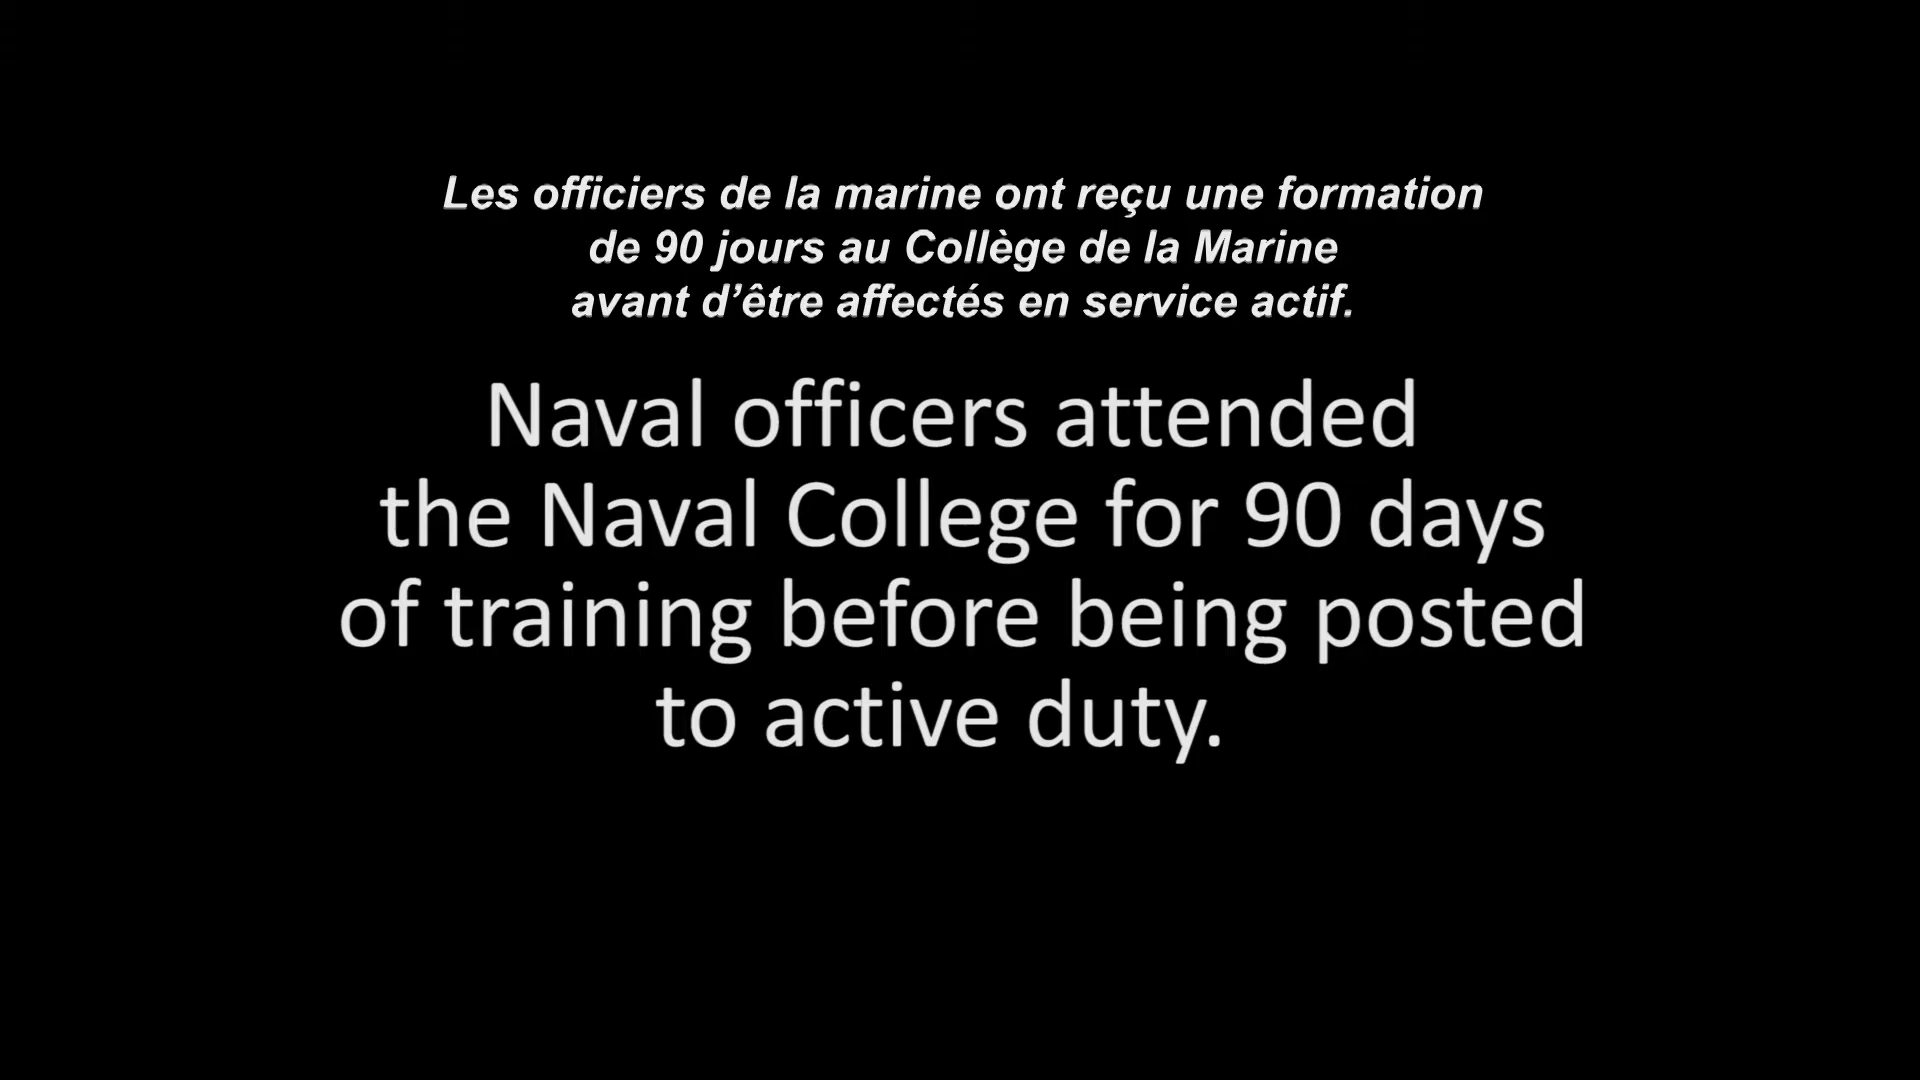 Les officiers de la marine ont reçu une formation
de 90 jours au Collège de la Marine
avant d’être affectés en service actif.
Naval officers attended
the Naval College for 90 days
of training before being posted
to active duty.